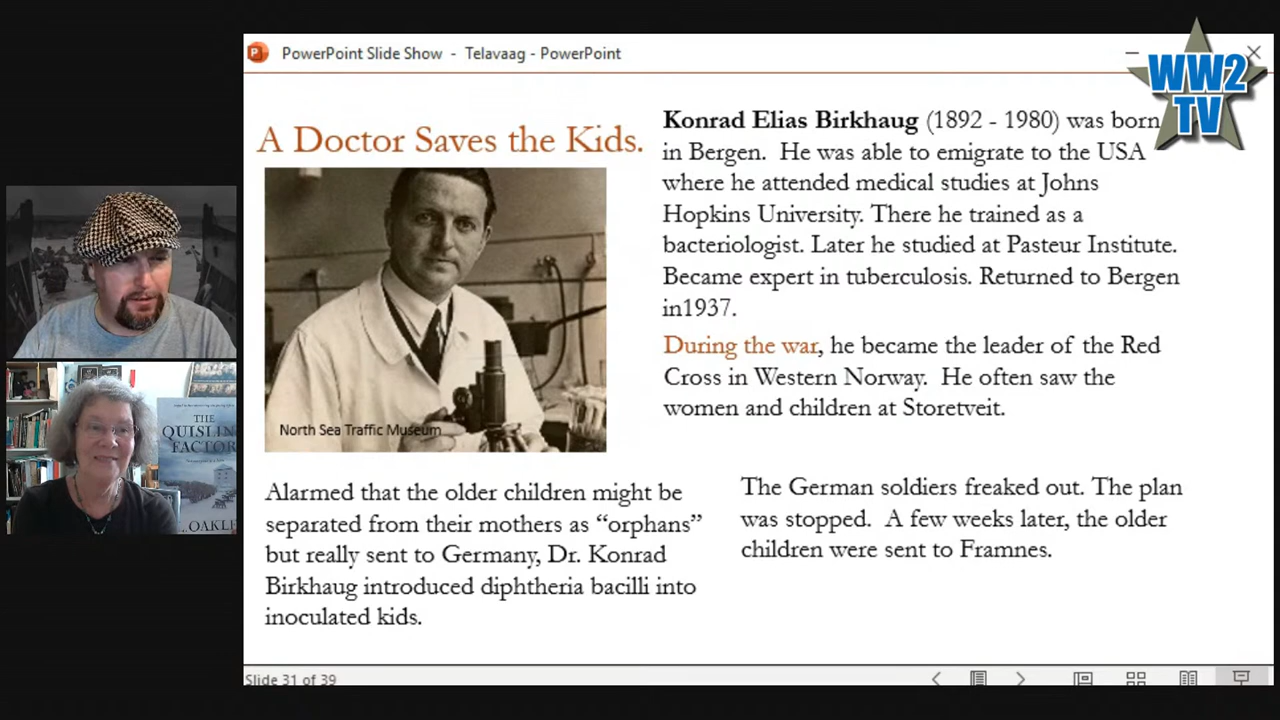 PowerPoint Slide Show - Telavaag - PowerPoint
WW2
TV
A Doctor Saves the Kids.
North Sea Traffic Museum
Konrad Elias Birkhaug (1892 - 1980) was born
in Bergen. He was able to emigrate to the USA
where he attended medical studies at Johns
Hopkins University. There he trained as a
bacteriologist. Later he studied at Pasteur Institute.
Became expert in tuberculosis. Returned to Bergen
in1937.
During the war, he became the leader of the Red
Cross in Western Norway. He often saw the
women and children at Storetveit.
Alarmed that the older children might be
separated from their mothers as “orphans”
but really sent to Germany, Dr. Konrad
Birkhaug introduced diphtheria bacilli into
inoculated kids.
The German soldiers freaked out. The plan
was stopped. A few weeks later, the older
children were sent to Framnes.
THE
QUISLIN
FACTOR
OAKLE
Slide 31 of 39